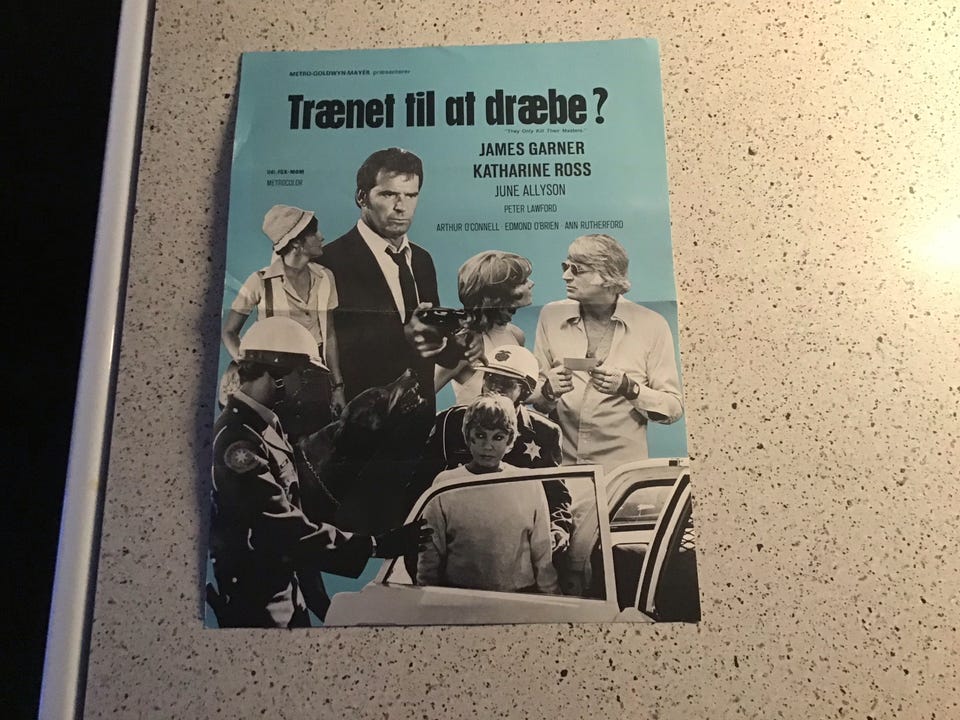 METRO-GOLDWYN-MAYER præsenterer
Trænet til at dræbe?
"They Only Kill Their Masters."
JAMES GARNER
KATHARINE ROSS
METROCOLOR
JUNE ALLYSON
PETER LAWFORD
ARTHUR O'CONNELL · EDMOND O'BRIEN · ANN RUTHERFORD